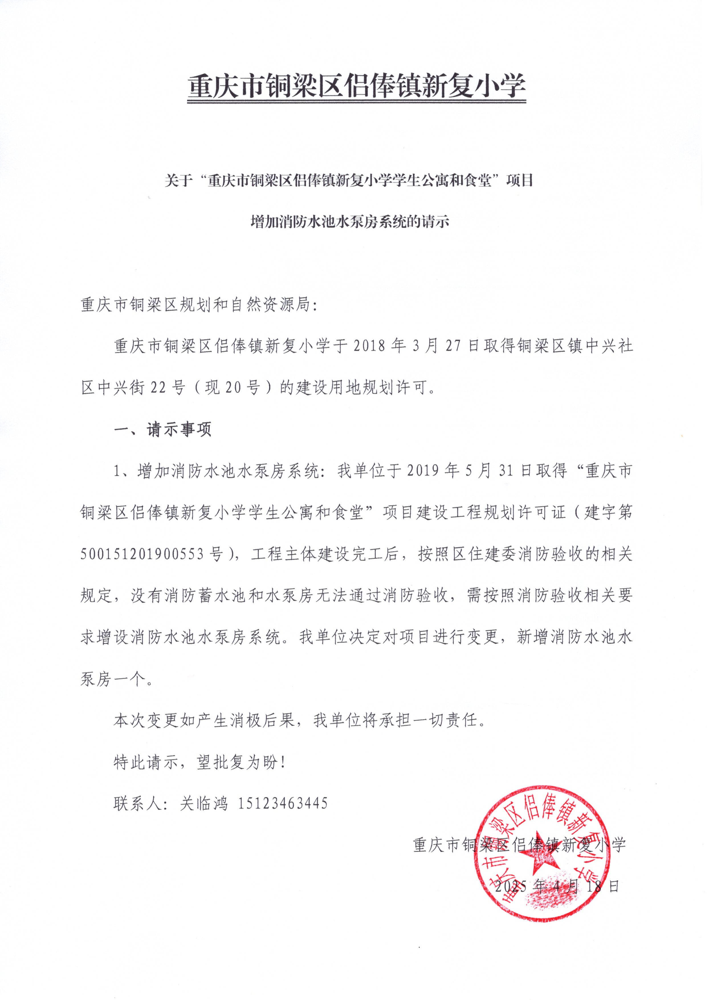 重庆市铜梁区侣俸镇新复小学
关于“重庆市铜梁区侣俸镇新复小学学生公寓和食堂”项目
增加消防水池水泵房系统的请示
重庆市铜梁区规划和自然资源局：
重庆市铜梁区侣俸镇新复小学于 2018 年 3 月 27 日取得铜梁区镇中兴社
区中兴街 22 号（现 20 号）的建设用地规划许可。
一、请示事项
1、增加消防水池水泵房系统：我单位于 2019 年 5 月 31 日取得“重庆市
铜梁区侣俸镇新复小学学生公寓和食堂”项目建设工程规划许可证（建字第
500151201900553 号），工程主体建设完工后，按照区住建委消防验收的相关
规定，没有消防蓄水池和水泵房无法通过消防验收，需按照消防验收相关要
求增设消防水池水泵房系统。我单位决定对项目进行变更，新增消防水池水
泵房一个。
本次变更如产生消极后果，我单位将承担一切责任。
特此请示，望批复为盼！
联系人：关临鸿 15123463445
重庆市铜梁区侣俸镇新复小学
2025 年 4 月 18 日
重庆市铜梁区侣俸镇新复小学